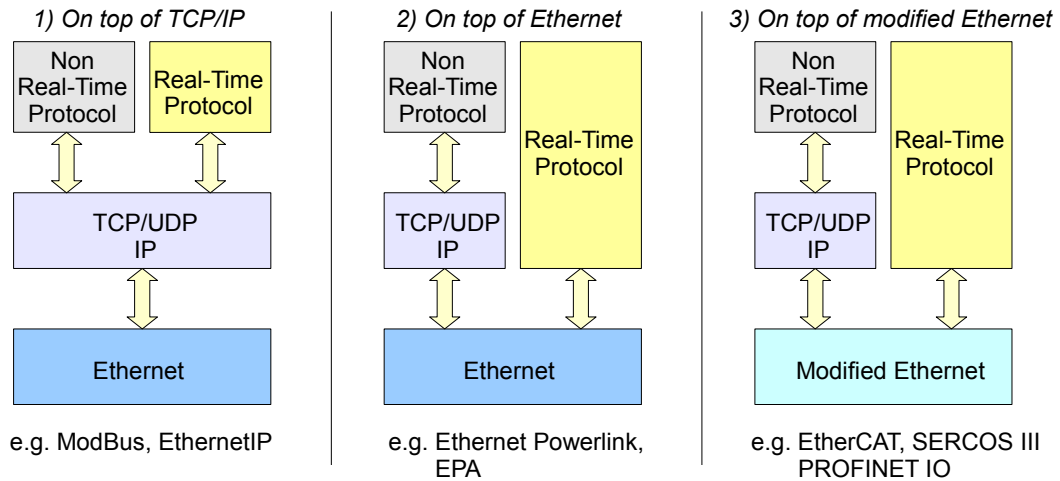 1) On top of TCP/IP
Non
Real-Time
Protocol
Real-Time
Protocol
TCP/UDP
IP
Ethernet
e.g. ModBus, EthernetIP
2) On top of Ethernet
Non
Real-Time
Protocol
Real-Time
Protocol
TCP/UDP
IP
Ethernet
e.g. Ethernet Powerlink,
EPA
3) On top of modified Ethernet
Non
Real-Time
Protocol
Real-Time
Protocol
TCP/UDP
IP
Modified Ethernet
e.g. EtherCAT, SERCOS III
PROFINET IO